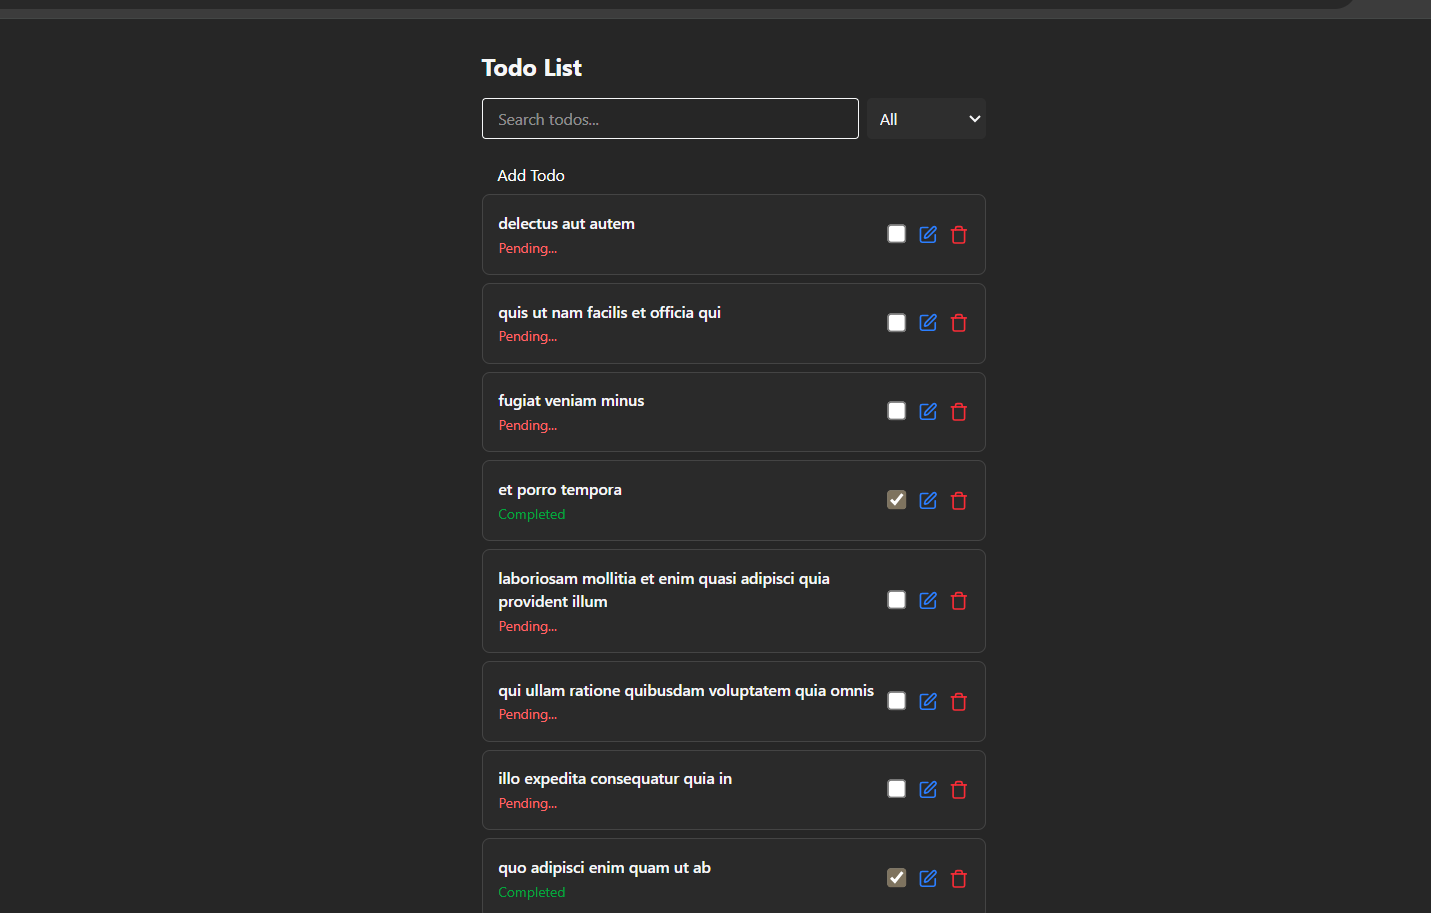 Todo List
Search todos...
All
Add Todo
delectus aut autem
Pending...
quis ut nam facilis et officia qui
Pending...
fugiat veniam minus
Pending...
et porro tempora
Completed
laboriosam mollitia et enim quasi adipisci quia
provident illum
Pending...
qui ullam ratione quibusdam voluptatem quia omnis
Pending...
illo expedita consequatur quia in
Pending...
quo adipisci enim quam ut ab
Completed